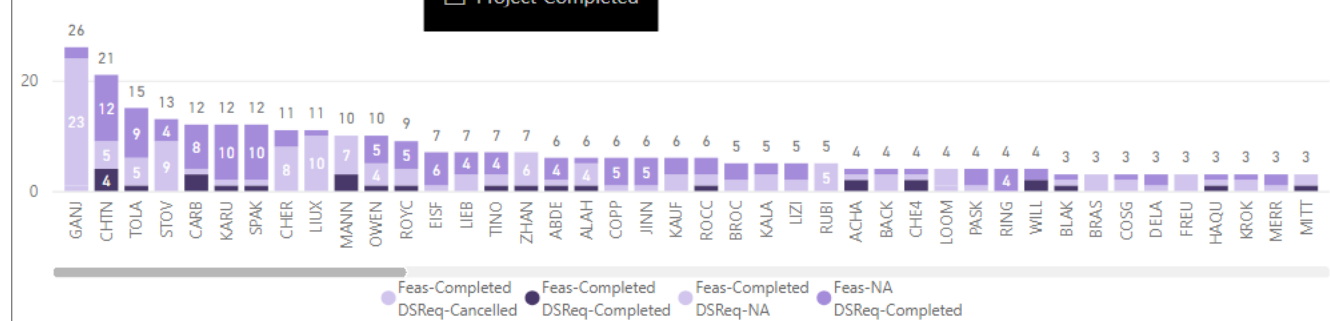 Project-Completed
26
21
15
13
12
12
12
11
11
10
10
9
7
7
7
7
6
6
6
6
6
6
5
5
5
5
4
4
4
4
4
4
4
3
3
3
3
3
3
3
3
3
20
0
23
12
5
4
9
5
4
9
8
10
10
8
10
7
5
4
5
6
4
4
6
4
4
5
5
5
4
GANJ
CHTN
TOLA
STOV
CARB
KARU
SPAK
CHER
LIUX
MANN
OWEN
ROYC
EISF
LIEB
TINO
ZHAN
ABDE
ALAH
COPP
JINN
KAUF
ROCC
BROC
KALA
LIZI
RUBI
ACHA
BACK
CHE4
LOOM
PASK
RING
WILL
BLAK
BRAS
COSG
DELA
FREU
HAQU
KROK
MERR
MITT
Feas-Completed Feas-Completed Feas-Completed Feas-NA
DSReq-Cancelled DSReq-Completed DSReq-NA DSReq-Completed